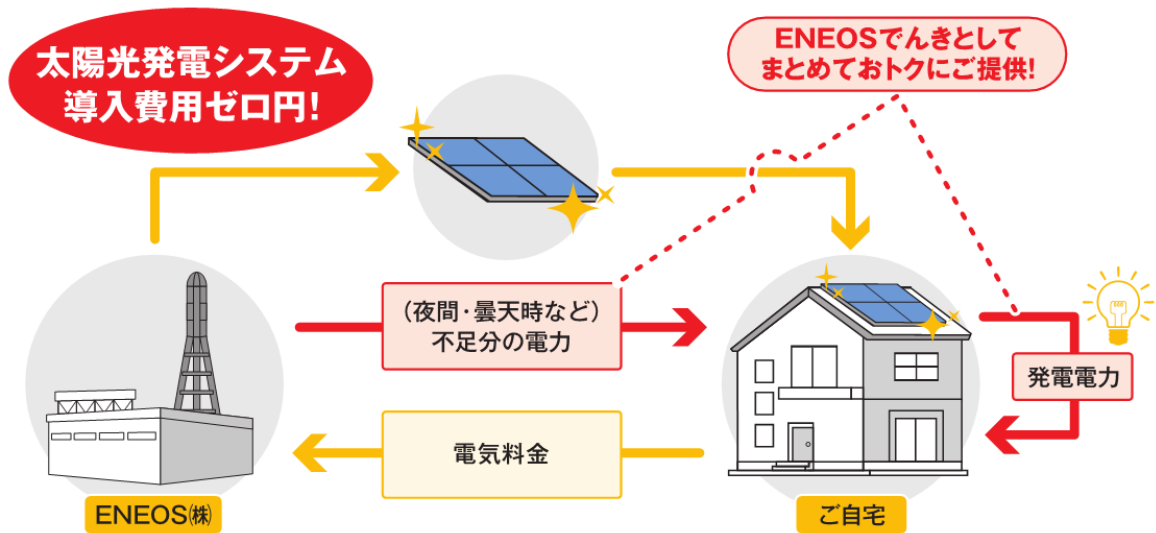 太陽光発電システム
導入費用ゼロ円!
ENEOSでんきとして
まとめておトクにご提供!
(夜間・曇天時など)
不足分の電力
発電電力
電気料金
ENEOS㈱
ご自宅